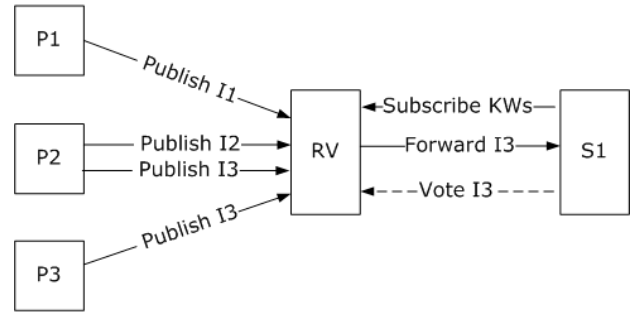 P1
Publish I1
P2
Publish I2
Publish I3
P3
Publish I3
RV
Subscribe KWs
Forward I3
Vote I3
S1